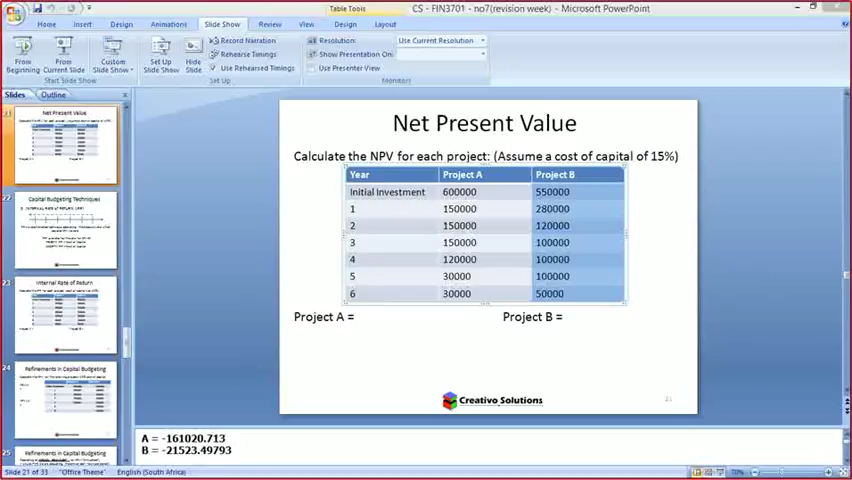 Table Tools
CS - FIN3701 - no7(revision week) - Microsoft PowerPoint
Home Insert Design Animations Slide Show Review View Design Layout
From Beginning
From Current Slide
Custom Slide Show
Set Up Slide Show
Hide Slide
Record Narration
Rehearse Timings
Use Rehearsed Timings
Resolution: Use Current Resolution
Show Presentation On:
Use Presenter View
Start Slide Show Set Up Monitors
Slides Outline
21
Net Present Value
22
Capital Budgeting Techniques
23
Internal Rate of Return
24
Refinements in Capital Budgeting
25
Refinements in Capital Budgeting
Net Present Value
Calculate the NPV for each project: (Assume a cost of capital of 15%)
Year Project A Project B
Initial Investment 600000 550000
1 150000 280000
2 150000 120000
3 150000 100000
4 120000 100000
5 30000 100000
6 30000 50000
Project A = Project B =
Creativo Solutions
21
A = -161020.713
B = -21523.49793
Slide 21 of 33 "Office Theme" English (South Africa) 70%